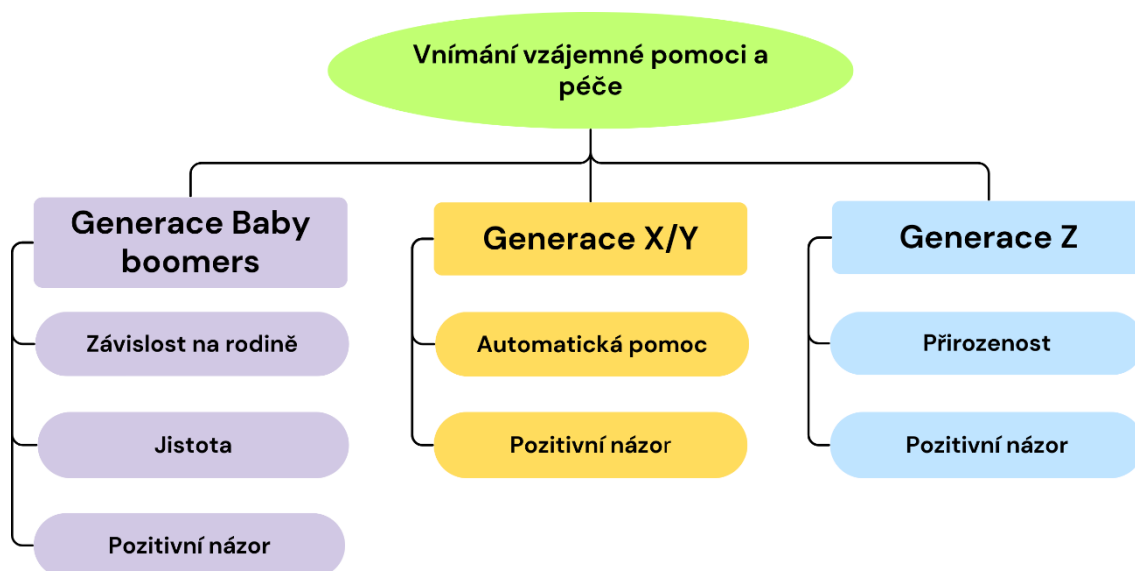 Vnímání vzájemné pomoci a
péče
Generace Baby
boomers
Závislost na rodině
Jistota
Pozitivní názor
Generace X/Y
Automatická pomoc
Pozitivní názor
Generace Z
Přirozenost
Pozitivní názor